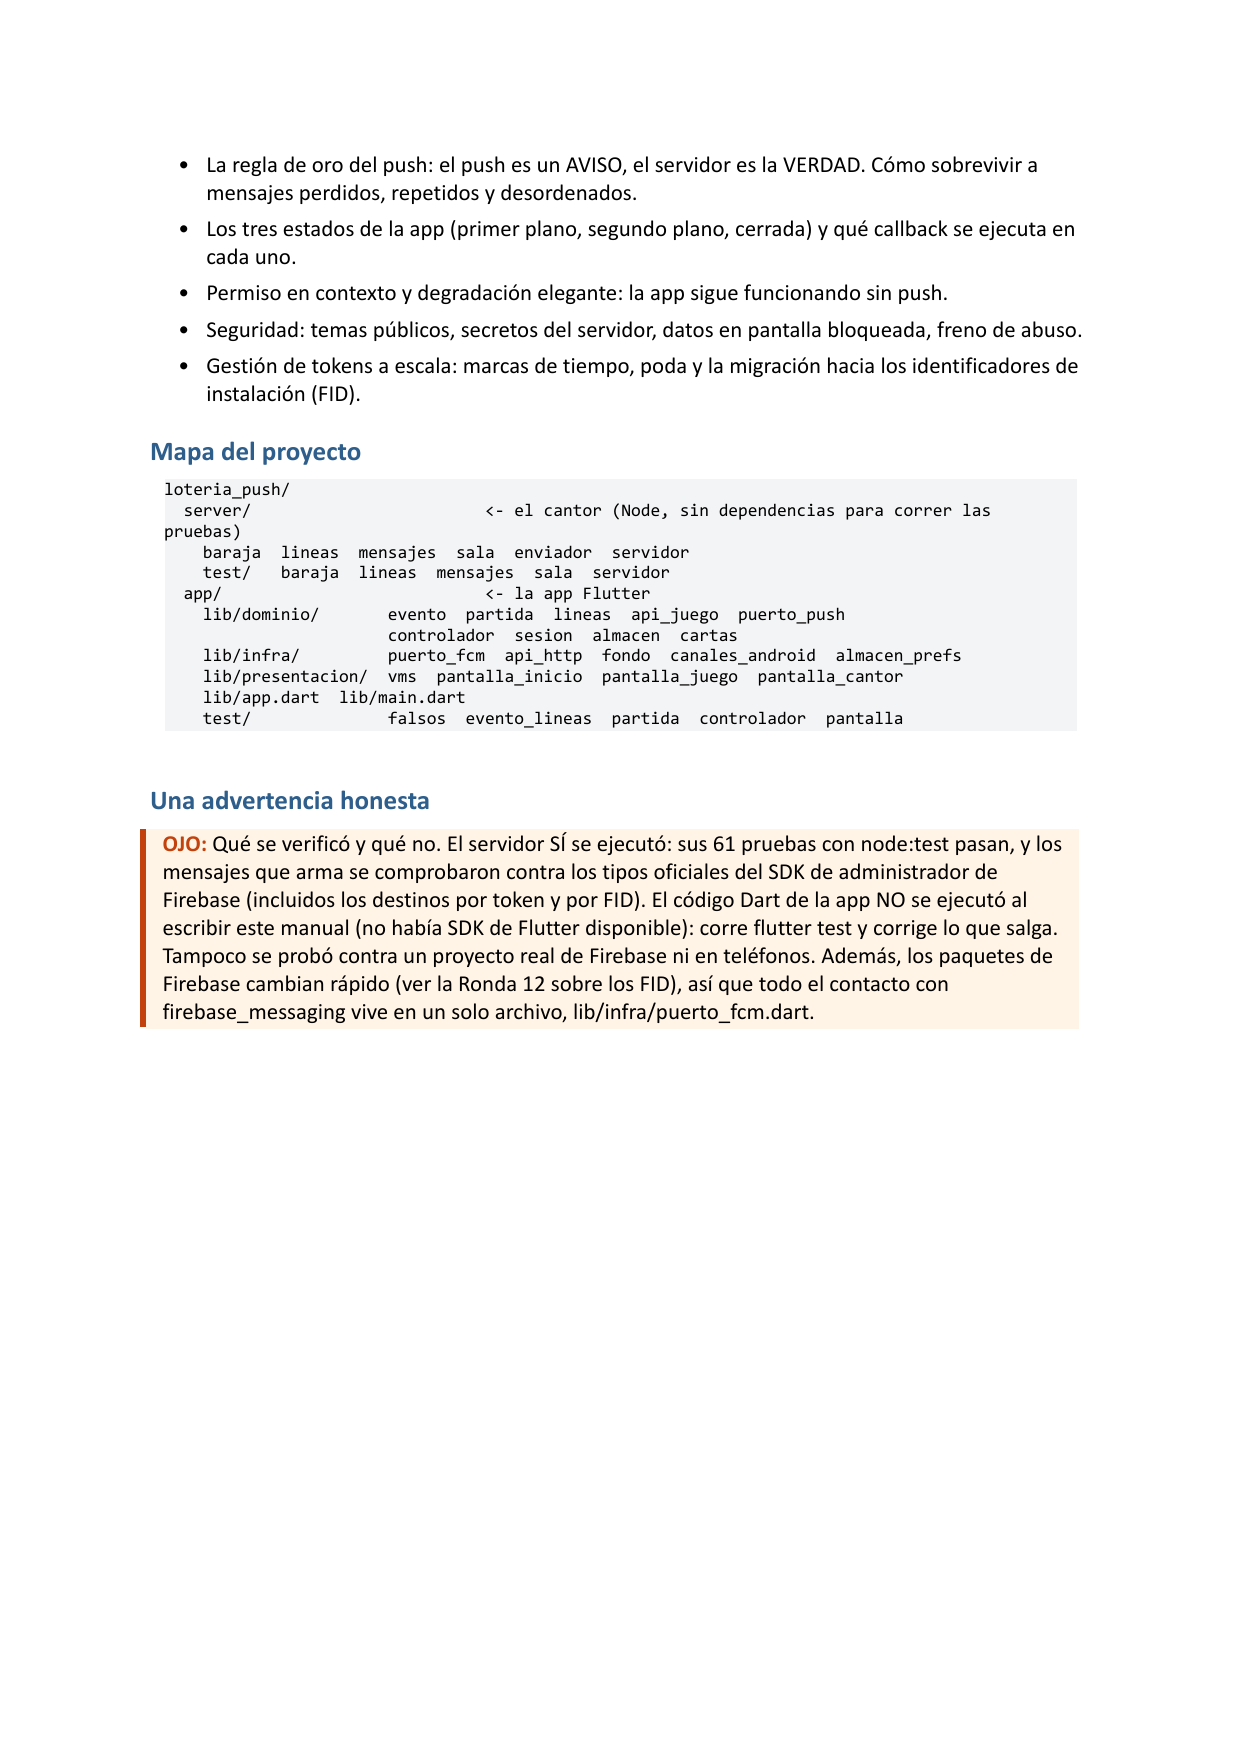 • La regla de oro del push: el push es un AVISO, el servidor es la VERDAD. Cómo sobrevivir a
mensajes perdidos, repetidos y desordenados.
• Los tres estados de la app (primer plano, segundo plano, cerrada) y qué callback se ejecuta en
cada uno.
• Permiso en contexto y degradación elegante: la app sigue funcionando sin push.
• Seguridad: temas públicos, secretos del servidor, datos en pantalla bloqueada, freno de abuso.
• Gestión de tokens a escala: marcas de tiempo, poda y la migración hacia los identificadores de
instalación (FID).
Mapa del proyecto
loteria_push/
  server/                        <- el cantor (Node, sin dependencias para correr las
pruebas)
    baraja  lineas  mensajes  sala  enviador  servidor
    test/   baraja  lineas  mensajes  sala  servidor
  app/                           <- la app Flutter
    lib/dominio/       evento  partida  lineas  api_juego  puerto_push
                       controlador  sesion  almacen  cartas
    lib/infra/         puerto_fcm  api_http  fondo  canales_android  almacen_prefs
    lib/presentacion/  vms  pantalla_inicio  pantalla_juego  pantalla_cantor
    lib/app.dart  lib/main.dart
    test/              falsos  evento_lineas  partida  controlador  pantalla
Una advertencia honesta
OJO: Qué se verificó y qué no. El servidor SÍ se ejecutó: sus 61 pruebas con node:test pasan, y los
mensajes que arma se comprobaron contra los tipos oficiales del SDK de administrador de
Firebase (incluidos los destinos por token y por FID). El código Dart de la app NO se ejecutó al
escribir este manual (no había SDK de Flutter disponible): corre flutter test y corrige lo que salga.
Tampoco se probó contra un proyecto real de Firebase ni en teléfonos. Además, los paquetes de
Firebase cambian rápido (ver la Ronda 12 sobre los FID), así que todo el contacto con
firebase_messaging vive en un solo archivo, lib/infra/puerto_fcm.dart.